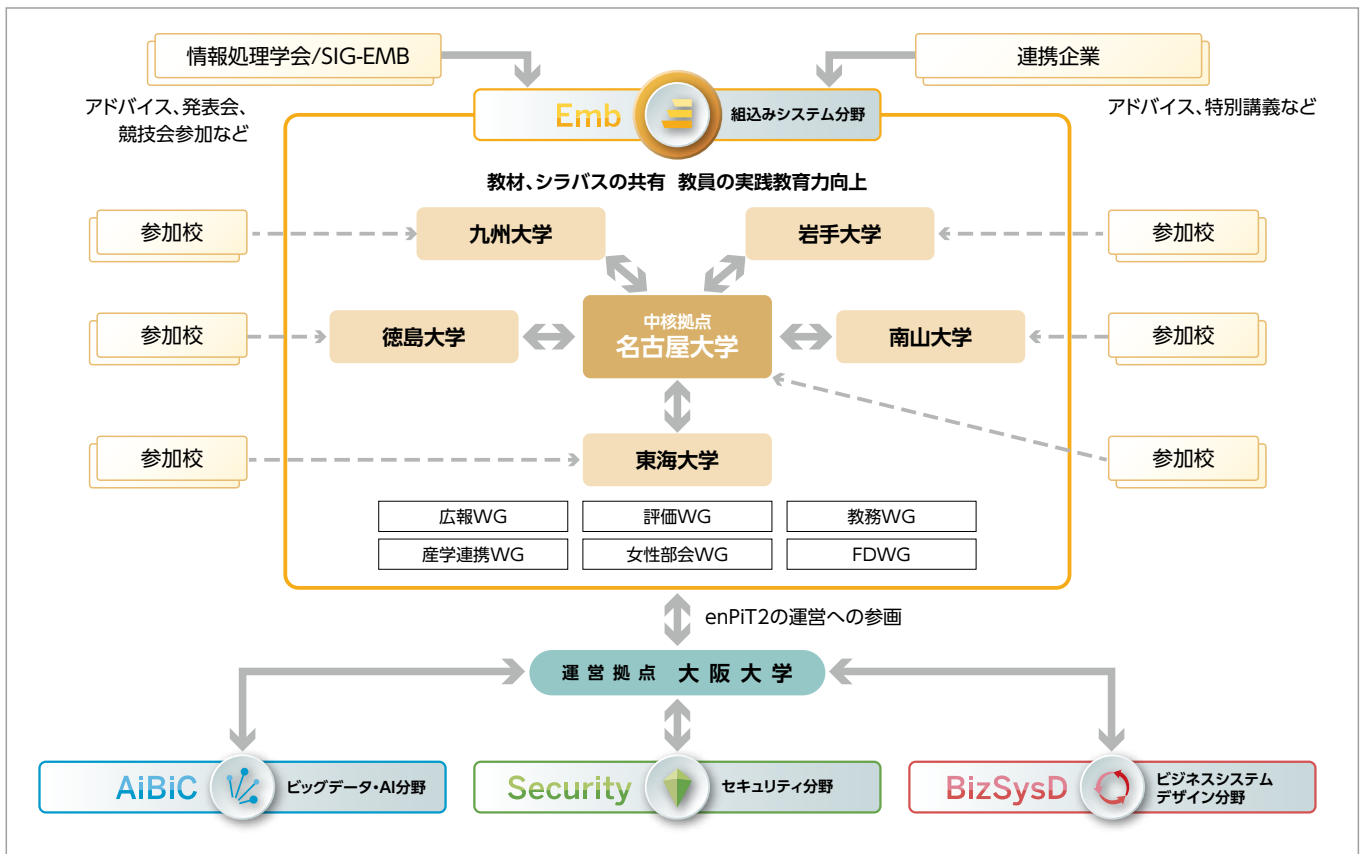 情報処理学会/SIG-EMB
連携企業
アドバイス、発表会、
競技会参加など
アドバイス、特別講義など
Emb
組込みシステム分野
教材、シラバスの共有 教員の実践教育力向上
参加校
九州大学
岩手大学
参加校
参加校
徳島大学
中核拠点
名古屋大学
南山大学
参加校
参加校
東海大学
参加校
広報WG
評価WG
教務WG
産学連携WG
女性部会WG
FDWG
enPiT2の運営への参画
運営拠点 大阪大学
AiBiC
ビッグデータ・AI分野
Security
セキュリティ分野
BizSysD
ビジネスシステム
デザイン分野